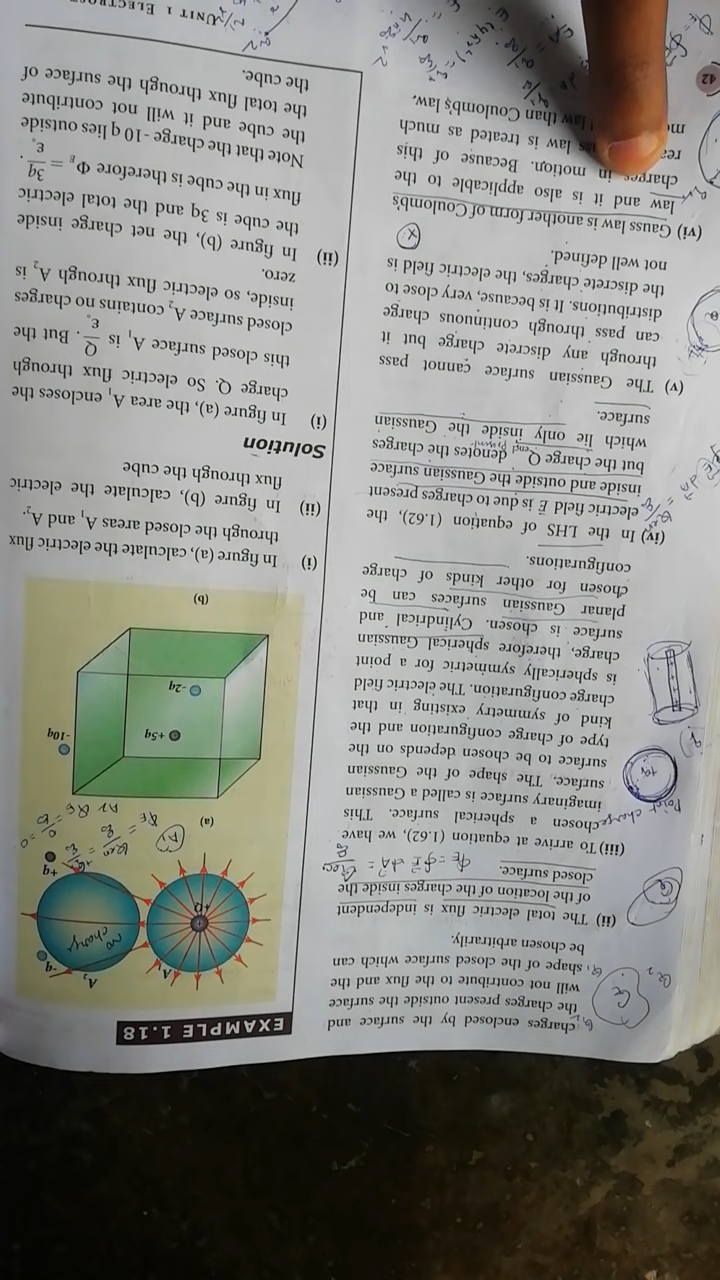 charges enclosed by the surface and
the charges present outside the surface
will not contribute to the flux and the
shape of the closed surface which can
be chosen arbitrarily.
(ii) The total electric flux is independent
of the location of the charges inside the
closed surface.
(iii) To arrive at equation (1.62), we have
chosen a spherical surface. This
imaginary surface is called a Gaussian
surface. The shape of the Gaussian
surface to be chosen depends on the
type of charge configuration and the
kind of symmetry existing in that
charge configuration. The electric field
is spherically symmetric for a point
charge, therefore spherical Gaussian
surface is chosen. Cylindrical and
planar Gaussian surfaces can be
chosen for other kinds of charge
configurations.
(iv) In the LHS of equation (1.62), the
electric field E⃗ is due to charges present
inside and outside the Gaussian surface
but the charge Qencl denotes the charges
which lie only inside the Gaussian
surface.
(v) The Gaussian surface cannot pass
through any discrete charge but it
can pass through continuous charge
distributions. It is because, very close to
the discrete charges, the electric field is
not well defined.
(vi) Gauss law is another form of Coulomb's
law and it is also applicable to the
charges in motion. Because of this
law is treated as much
law than Coulomb's law.
42
Point charge
+q
EXAMPLE 1.18
A₂
-q
no
charge
+Q
+q
(a)
+5q
-10q
-2q
(b)
(i) In figure (a), calculate the electric flux
through the closed areas A₁ and A₂.
(ii) In figure (b), calculate the electric
flux through the cube
Solution
(i) In figure (a), the area A₁ encloses the
charge Q. So electric flux through
this closed surface A₁ is Q/ε₀. But the
closed surface A₂ contains no charges
inside, so electric flux through A₂ is
zero.
(ii) In figure (b), the net charge inside
the cube is 3q and the total electric
flux in the cube is therefore Φ_E = 3q/ε₀.
Note that the charge -10 q lies outside
the cube and it will not contribute
the total flux through the surface of
the cube.
UNIT 1